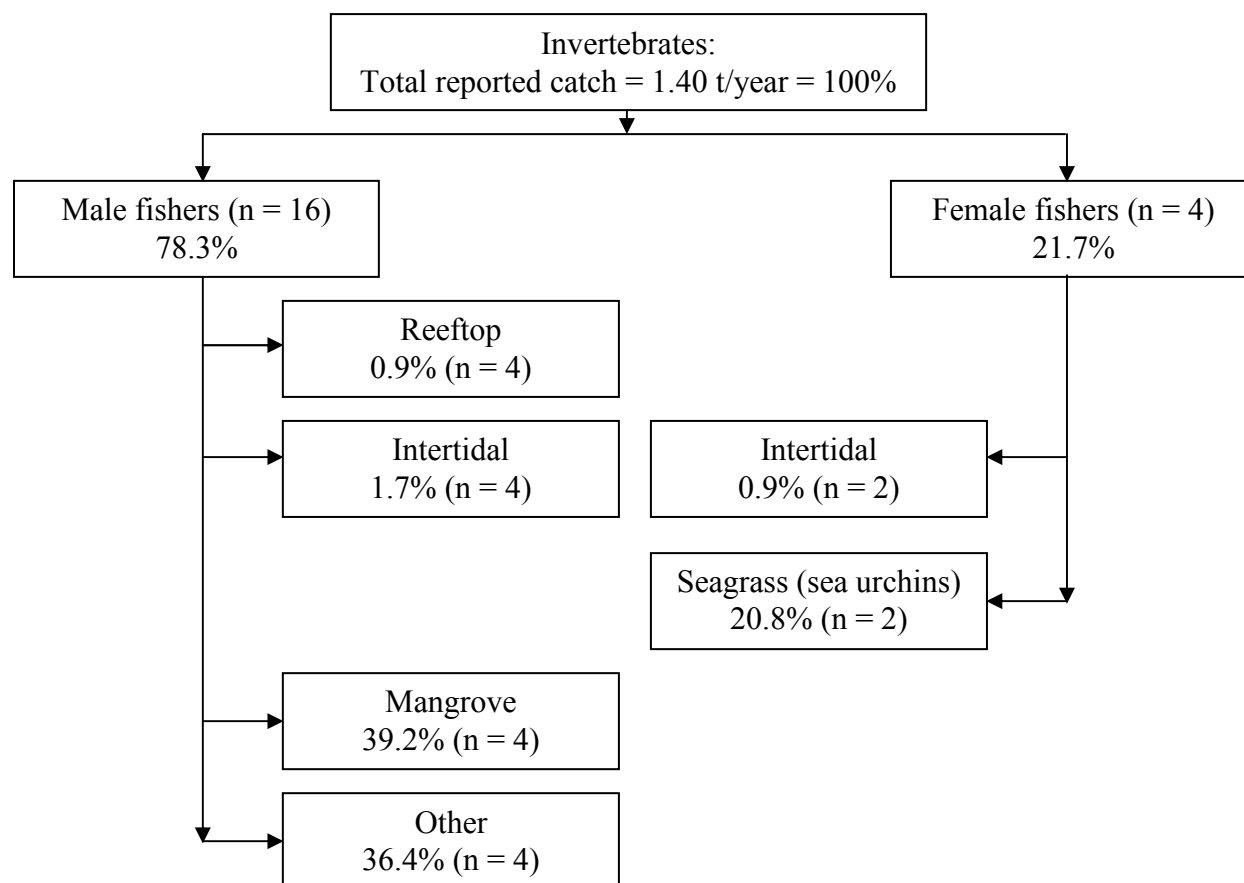 Invertebrates:
Total reported catch = 1.40 t/year = 100%
Male fishers (n = 16)
78.3%
Female fishers (n = 4)
21.7%
Reeftop
0.9% (n = 4)
Intertidal
1.7% (n = 4)
Intertidal
0.9% (n = 2)
Seagrass (sea urchins)
20.8% (n = 2)
Mangrove
39.2% (n = 4)
Other
36.4% (n = 4)